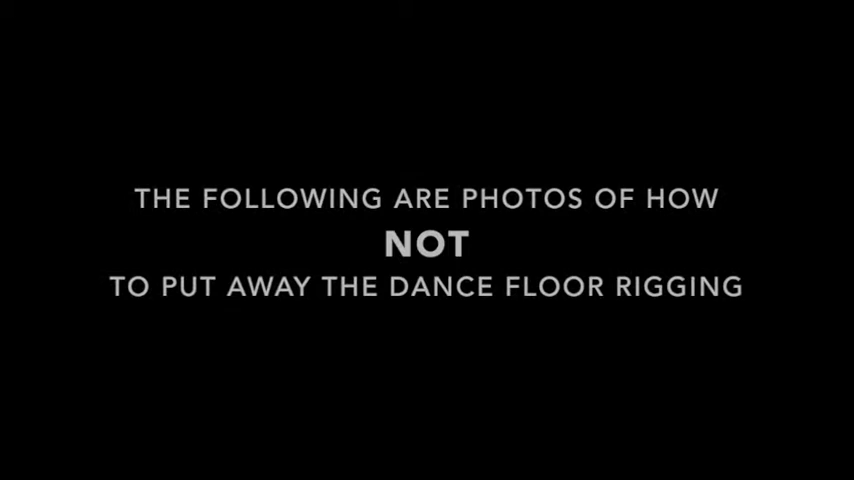 THE FOLLOWING ARE PHOTOS OF HOW
NOT
TO PUT AWAY THE DANCE FLOOR RIGGING